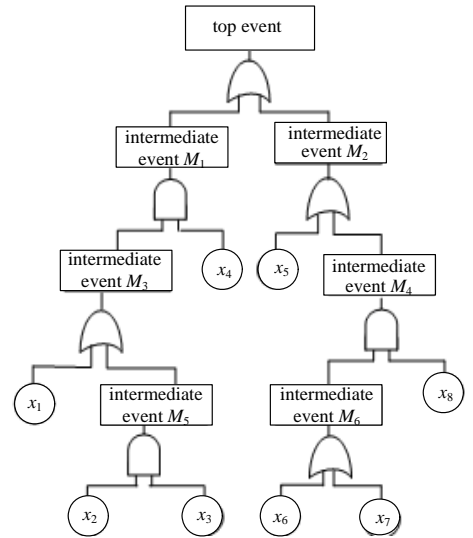 top event
intermediate
event M1
intermediate
event M2
intermediate
event M3
x4
x5
intermediate
event M4
x1
intermediate
event M5
intermediate
event M6
x8
x2
x3
x6
x7